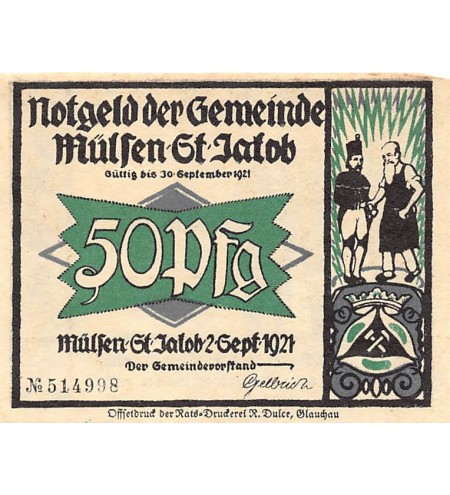 Notgeld der Gemeinde
Mülsen-St-Jakob
Gültig bis 30-September 1921
50 Pfg
Mülsen-St-Jakob-2-Sept-1921
Der Gemeindevorstand
Gelbrich
№ 514998
Offsetdruck der Rats-Druckerei R. Dulce, Glauchau